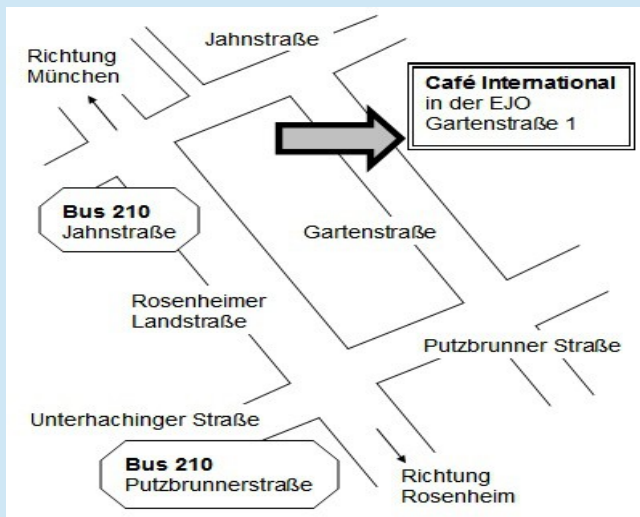 Jahnstraße
Richtung
München
Café International
in der EJO
Gartenstraße 1
Bus 210
Jahnstraße
Gartenstraße
Rosenheimer
Landstraße
Putzbrunner Straße
Unterhachinger Straße
Bus 210
Putzbrunnerstraße
Richtung
Rosenheim